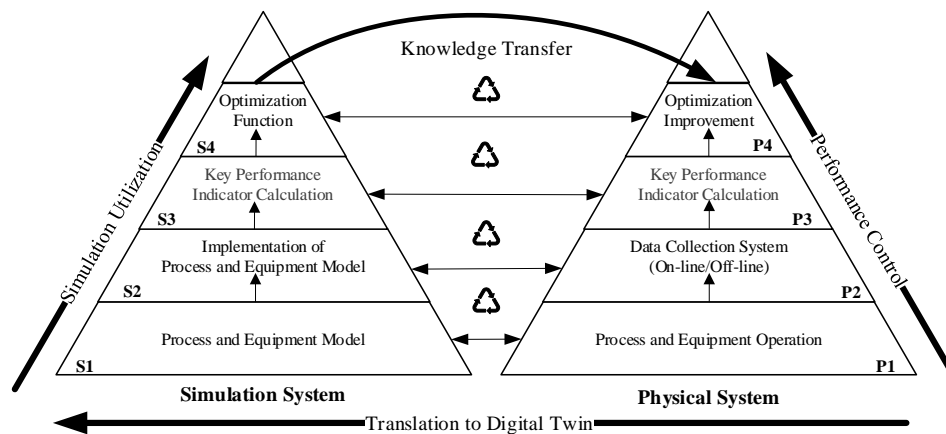 Knowledge Transfer
Optimization
Function
S4
Key Performance
Indicator Calculation
S3
Implementation of
Process and Equipment Model
S2
Process and Equipment Model
S1
Simulation System
Simulation Utilization
Optimization
Improvement
P4
Key Performance
Indicator Calculation
P3
Data Collection System
(On-line/Off-line)
P2
Process and Equipment Operation
P1
Physical System
Performance Control
Translation to Digital Twin